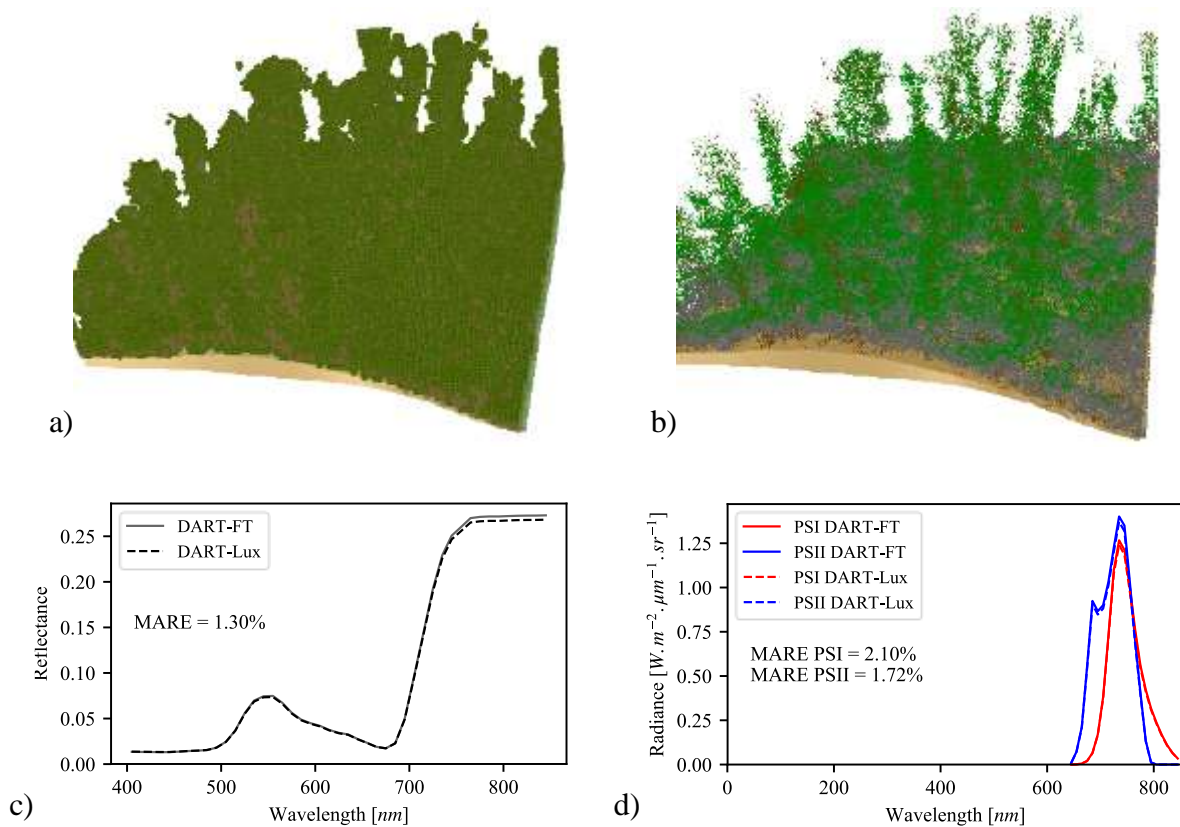 a)
b)
0.25
0.20
0.15
0.10
0.05
0.00
Reflectance
DART-FT
DART-Lux
MARE = 1.30%
400 500 600 700 800
Wavelength [nm]
c)
1.25
1.00
0.75
0.50
0.25
0.00
Radiance [W.m⁻².μm⁻¹.sr⁻¹]
PSI DART-FT
PSII DART-FT
PSI DART-Lux
PSII DART-Lux
MARE PSI = 2.10%
MARE PSII = 1.72%
0 200 400 600 800
Wavelength [nm]
d)